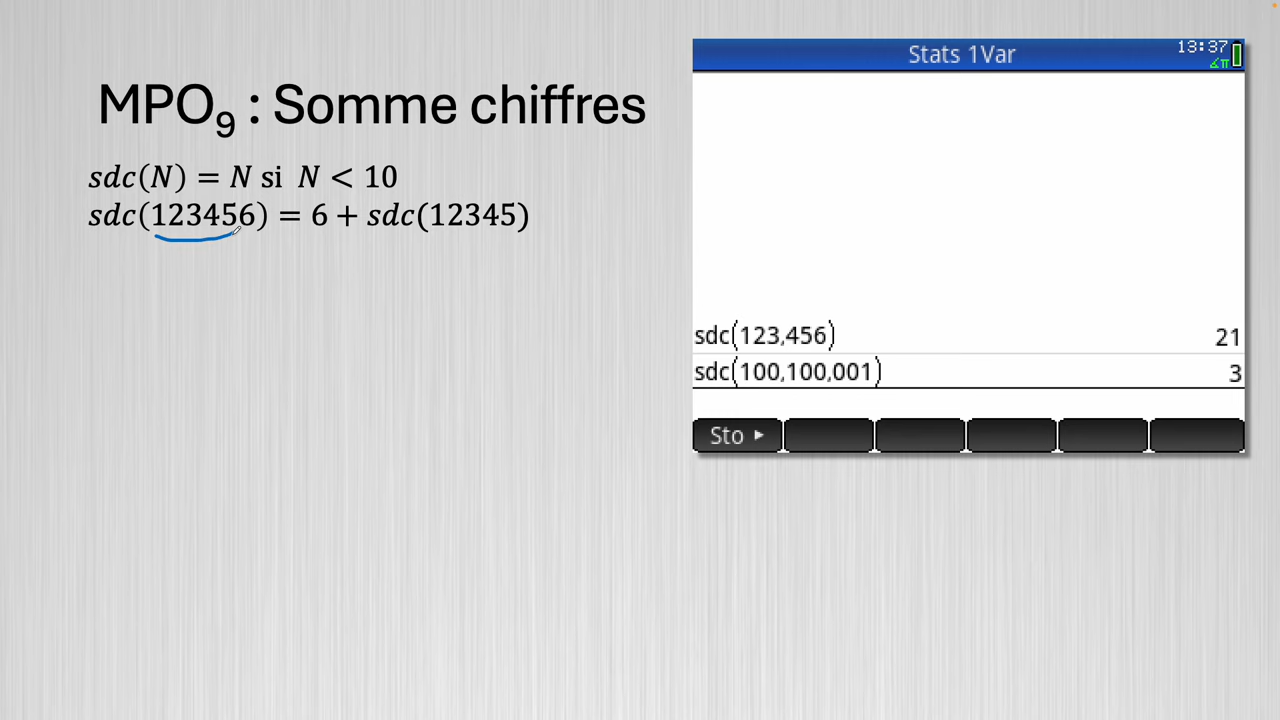 MPO₉ : Somme chiffres
sdc(N) = N si N < 10
sdc(123456) = 6 + sdc(12345)
Stats 1Var
13:37
∡π
sdc(123,456) 21
sdc(100,100,001) 3
Sto ▸